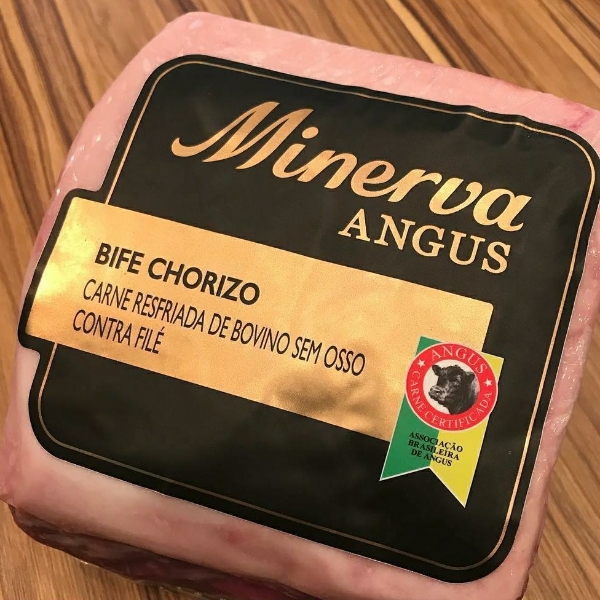 Minerva
ANGUS
BIFE CHORIZO
CARNE RESFRIADA DE BOVINO SEM OSSO
CONTRA FILÉ
ANGUS
CARNE CERTIFICADA
ASSOCIAÇÃO
BRASILEIRA
DE ANGUS